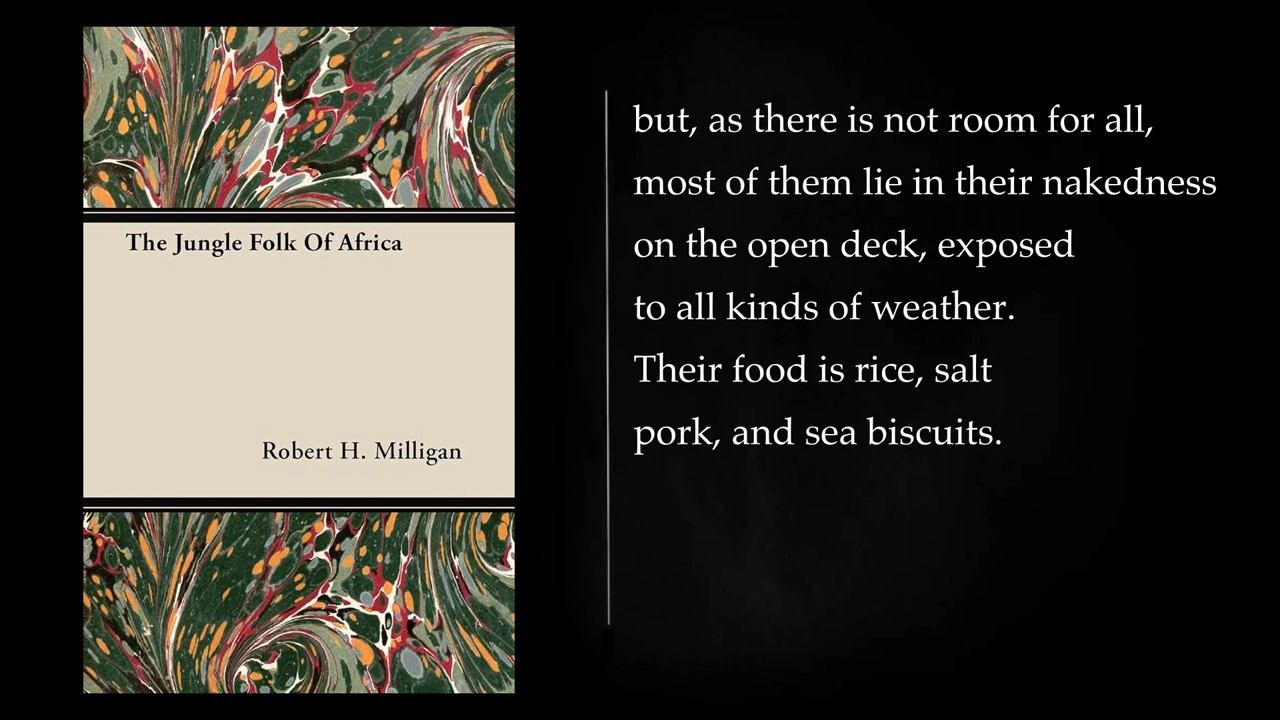 The Jungle Folk Of Africa
Robert H. Milligan
but, as there is not room for all,
most of them lie in their nakedness
on the open deck, exposed
to all kinds of weather.
Their food is rice, salt
pork, and sea biscuits.